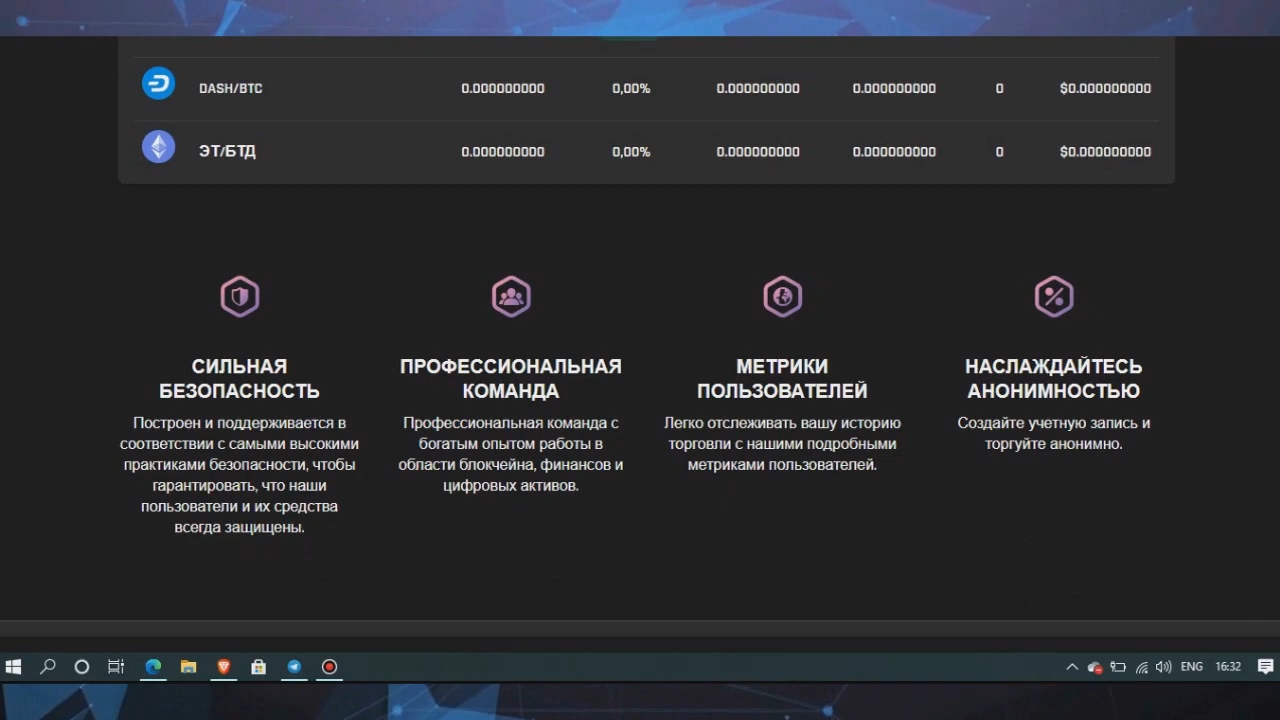 DASH/BTC 0.000000000 0,00% 0.000000000 0.000000000 0 $0.000000000
ЭТ/БТД 0.000000000 0,00% 0.000000000 0.000000000 0 $0.000000000
СИЛЬНАЯ
БЕЗОПАСНОСТЬ
Построен и поддерживается в
соответствии с самыми высокими
практиками безопасности, чтобы
гарантировать, что наши
пользователи и их средства
всегда защищены.
ПРОФЕССИОНАЛЬНАЯ
КОМАНДА
Профессиональная команда с
богатым опытом работы в
области блокчейна, финансов и
цифровых активов.
МЕТРИКИ
ПОЛЬЗОВАТЕЛЕЙ
Легко отслеживать вашу историю
торговли с нашими подробными
метриками пользователей.
НАСЛАЖДАЙТЕСЬ
АНОНИМНОСТЬЮ
Создайте учетную запись и
торгуйте анонимно.
ENG 16:32